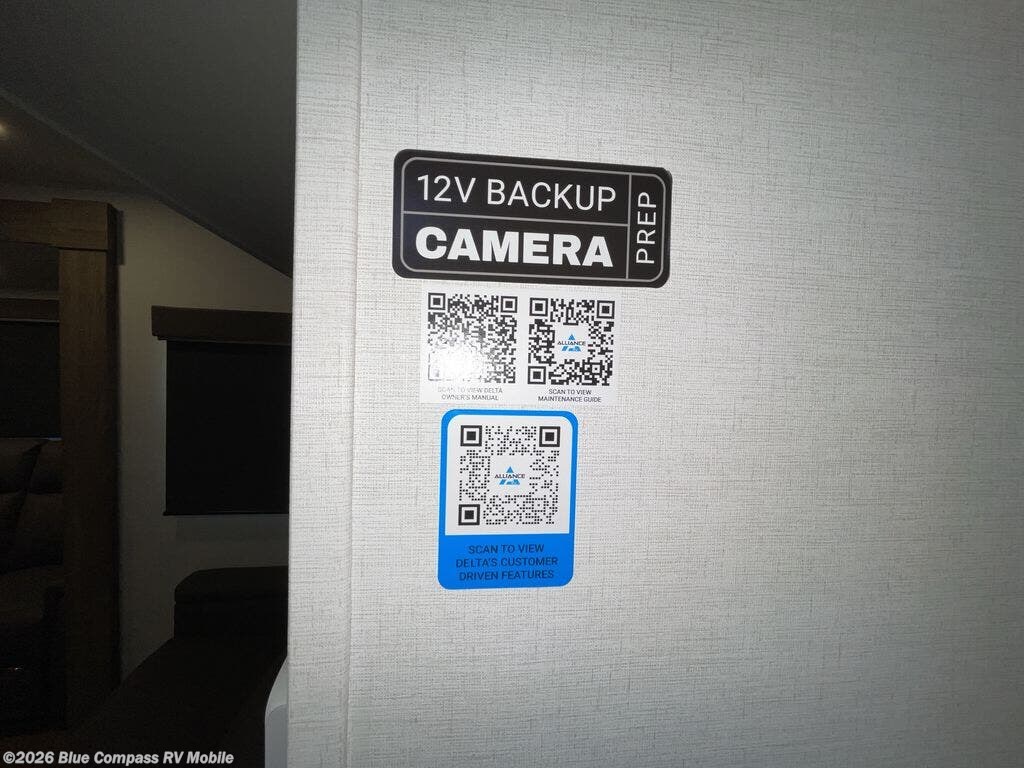 12V BACKUP
CAMERA
PREP
ALLIANCE
SCAN TO VIEW DELTA
OWNER'S MANUAL
SCAN TO VIEW
MAINTENANCE GUIDE
ALLIANCE
SCAN TO VIEW
DELTA'S CUSTOMER
DRIVEN FEATURES
©2026 Blue Compass RV Mobile